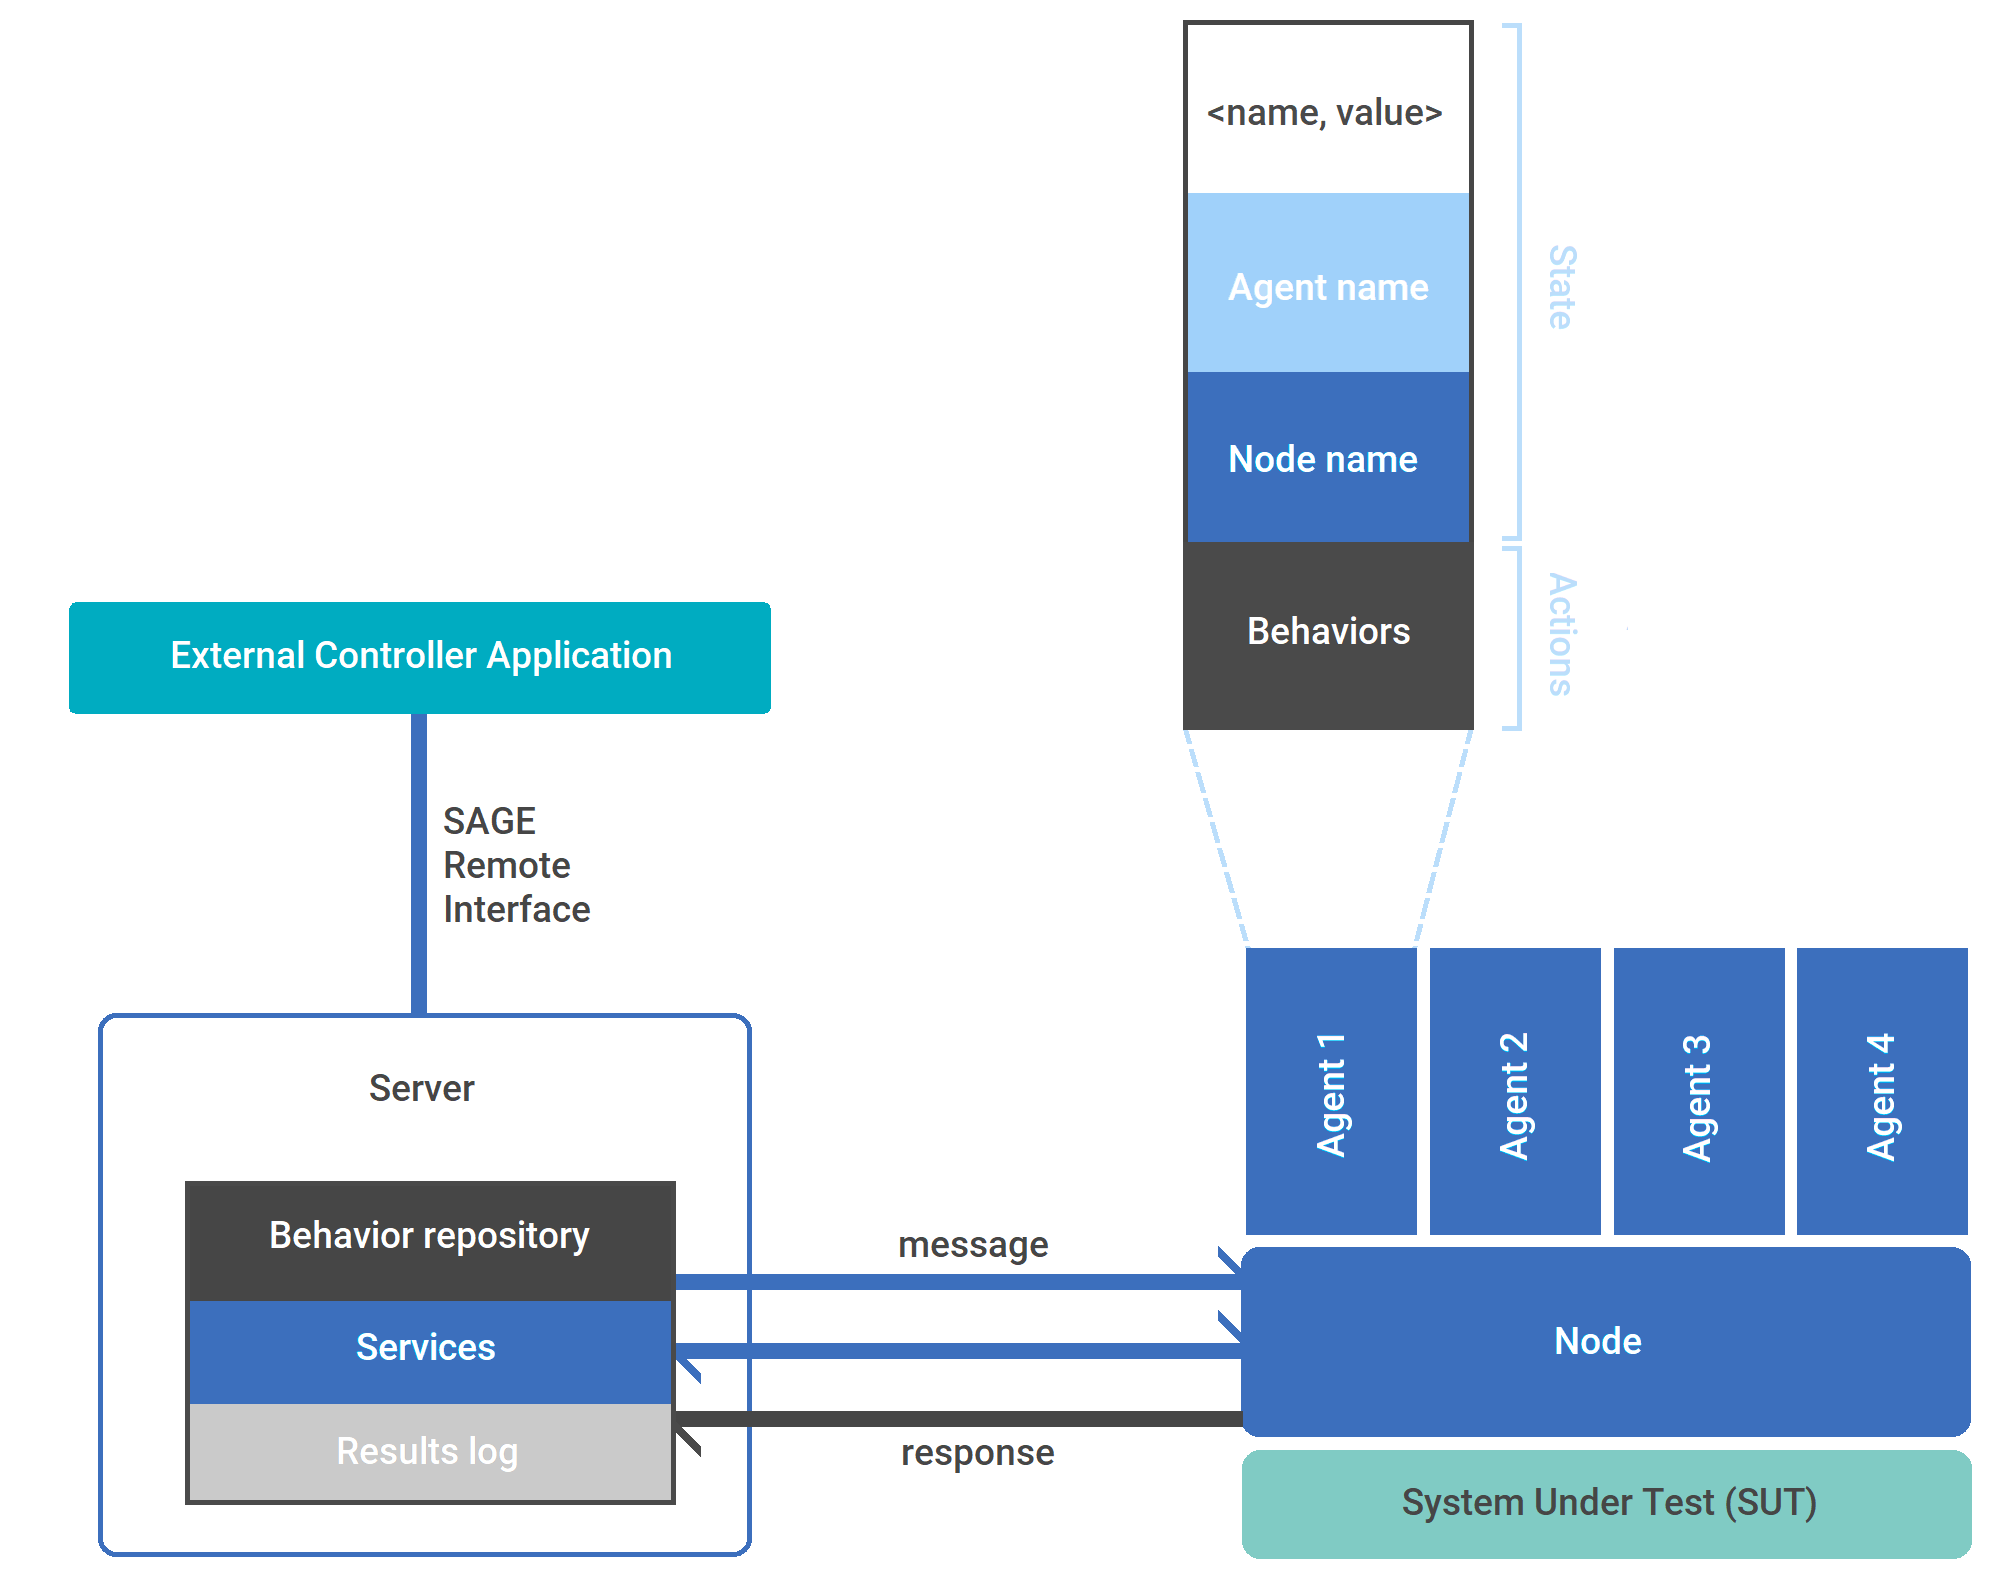 <name, value>
Agent name
State
Node name
Behaviors
Actions
External Controller Application
SAGE
Remote
Interface
Agent 1
Agent 2
Agent 3
Agent 4
Server
Behavior repository
message
Services
Node
Results log
response
System Under Test (SUT)